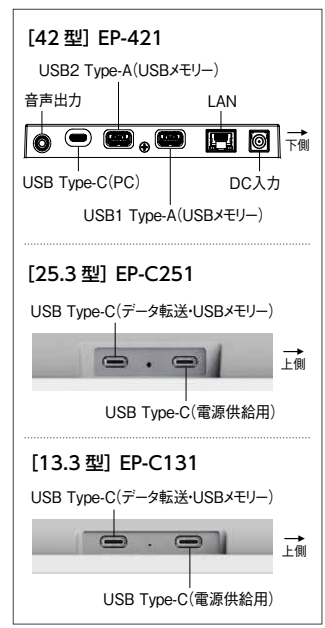 [42 型] EP-421
USB2 Type-A(USBメモリー)
音声出力
LAN
下側
USB Type-C(PC)
DC入力
USB1 Type-A(USBメモリー)
[25.3 型] EP-C251
USB Type-C(データ転送・USBメモリー)
上側
USB Type-C(電源供給用)
[13.3 型] EP-C131
USB Type-C(データ転送・USBメモリー)
上側
USB Type-C(電源供給用)